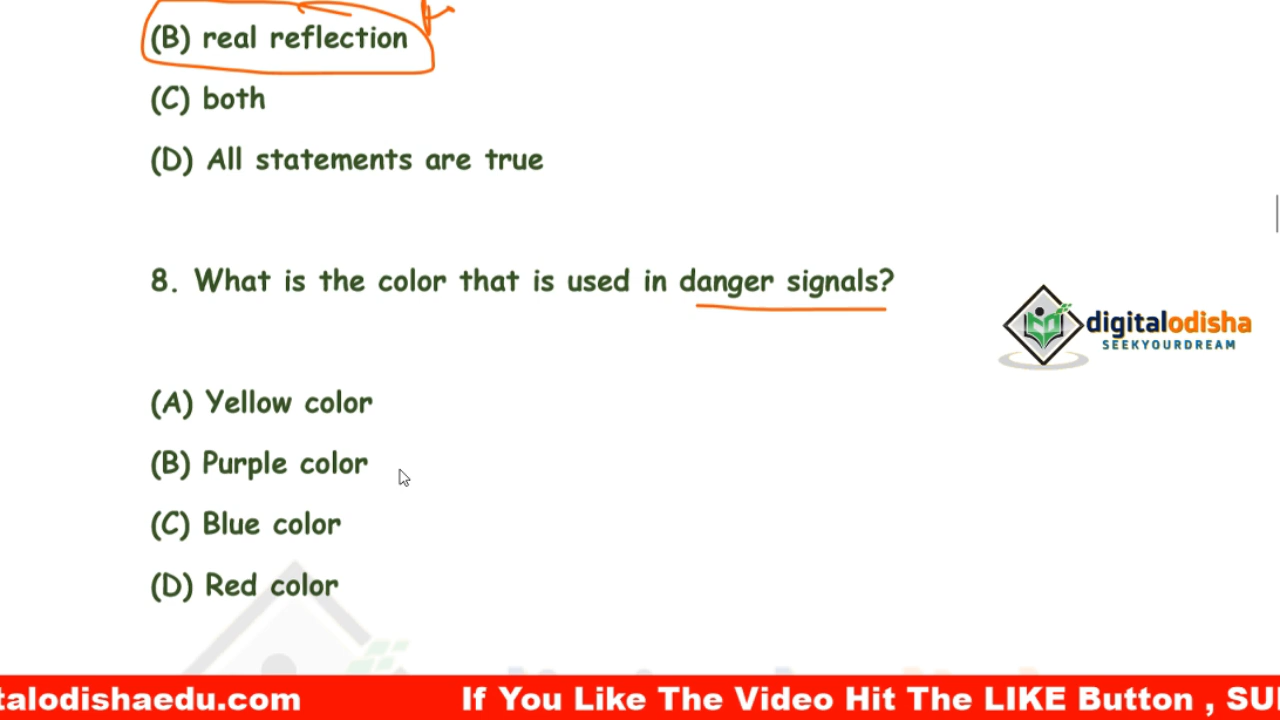 (B) real reflection
(C) both
(D) All statements are true
8. What is the color that is used in danger signals?
digitalodisha
SEEKYOURDREAM
(A) Yellow color
(B) Purple color
(C) Blue color
(D) Red color
talodishaedu.com If You Like The Video Hit The LIKE Button , SU